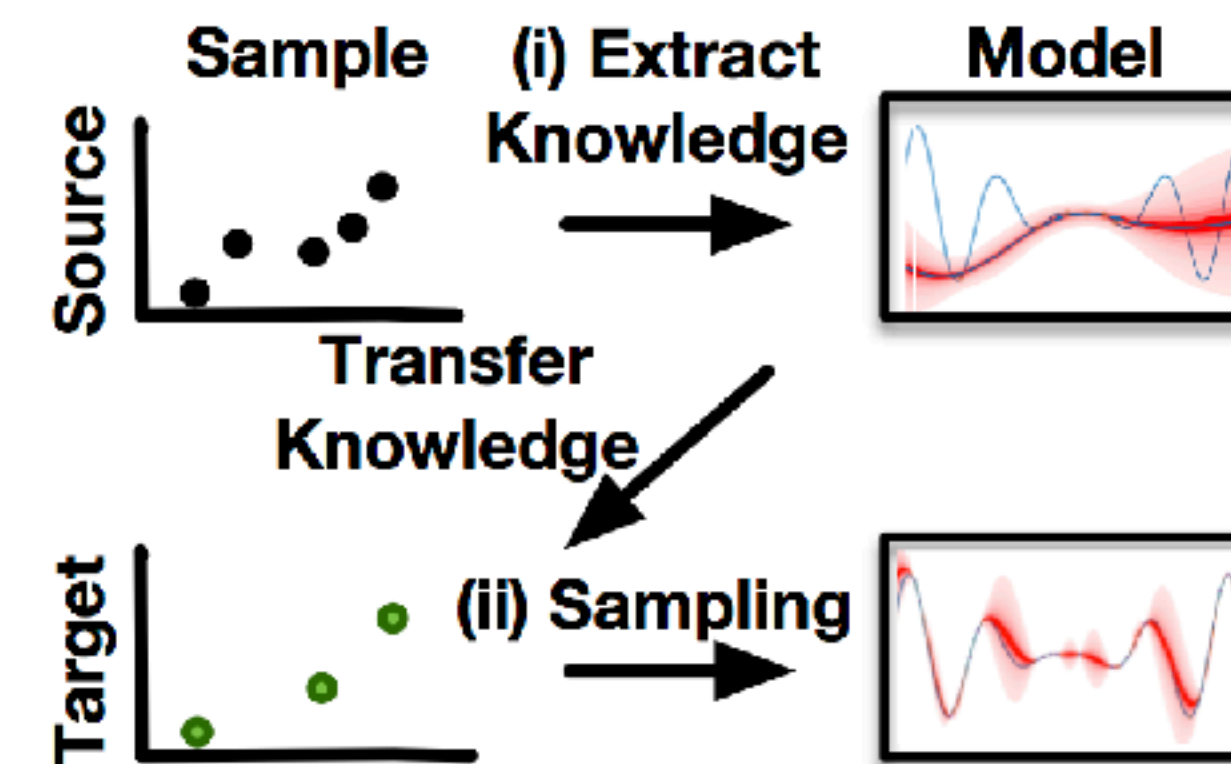 Sample
(i) Extract
Knowledge
Model
Source
Transfer
Knowledge
Target
(ii) Sampling